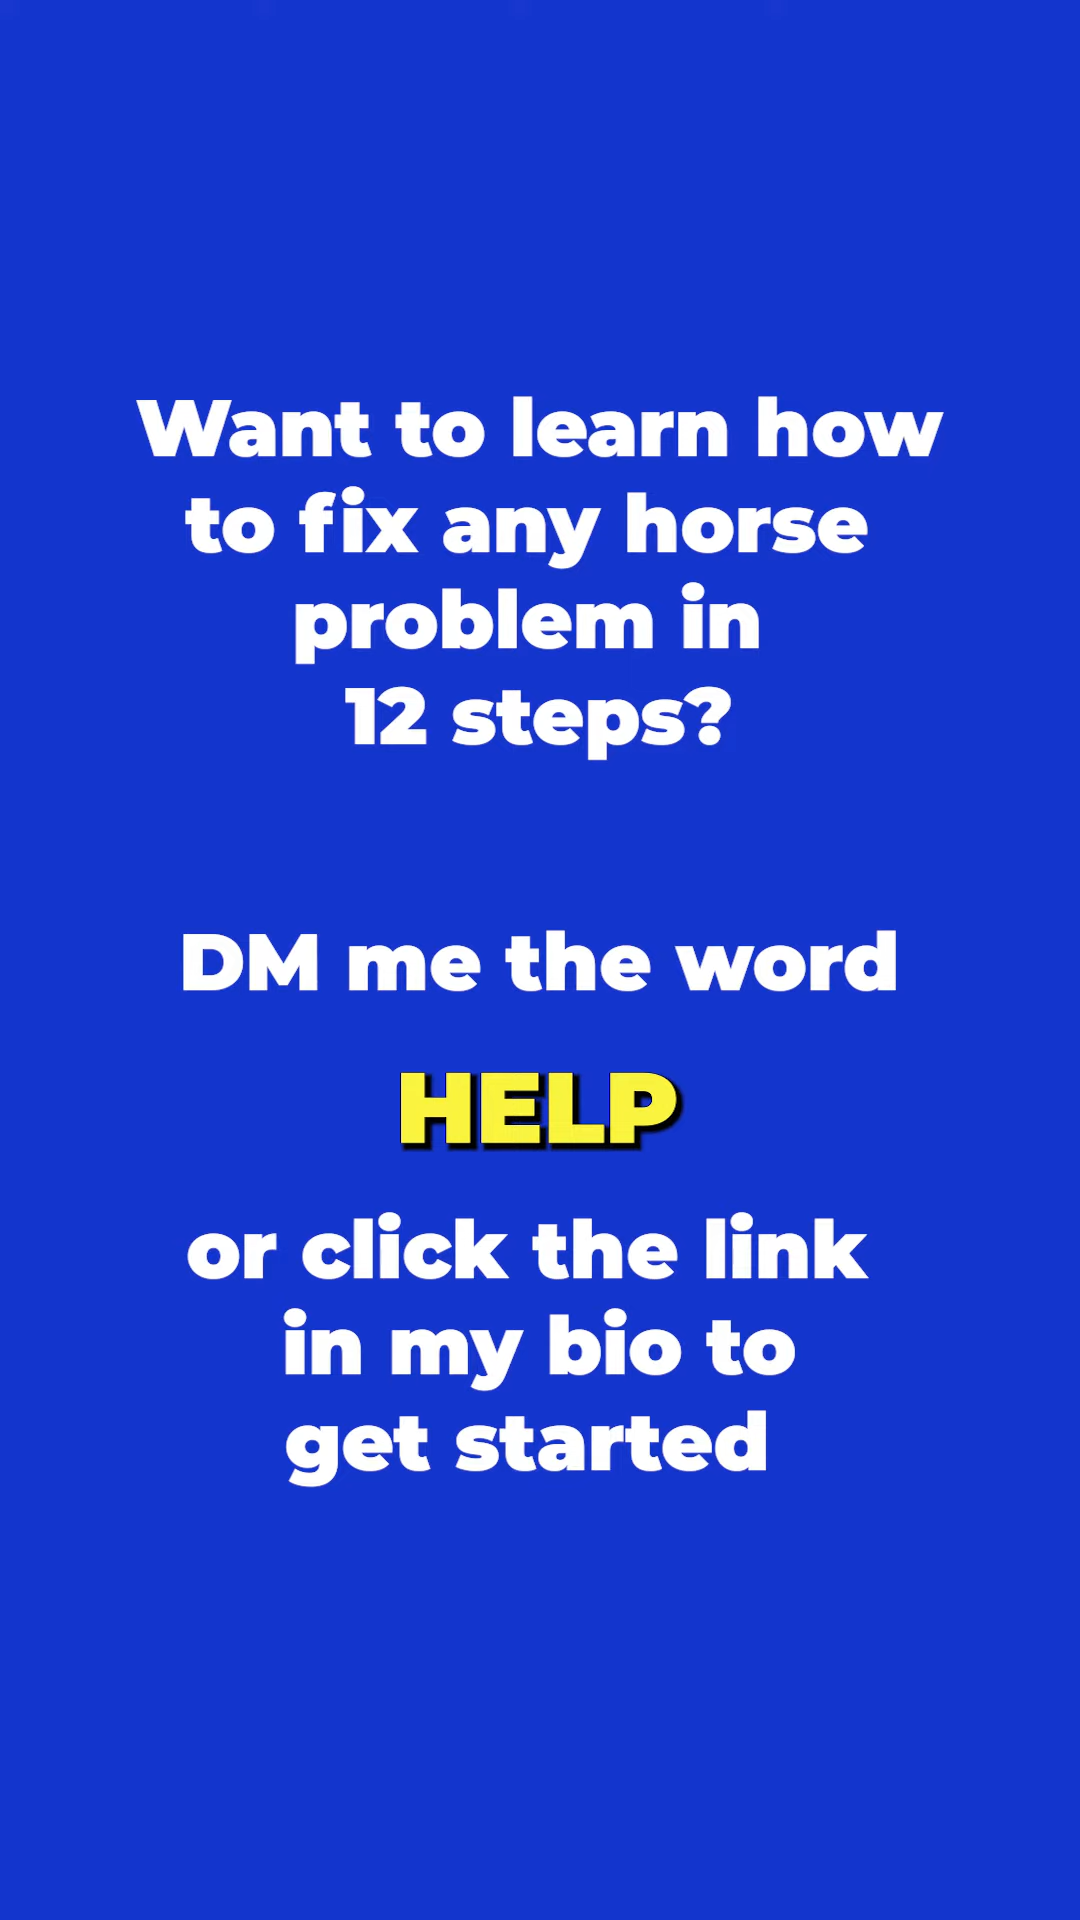 Want to learn how
to fix any horse
problem in
12 steps?
DM me the word
HELP
or click the link
in my bio to
get started